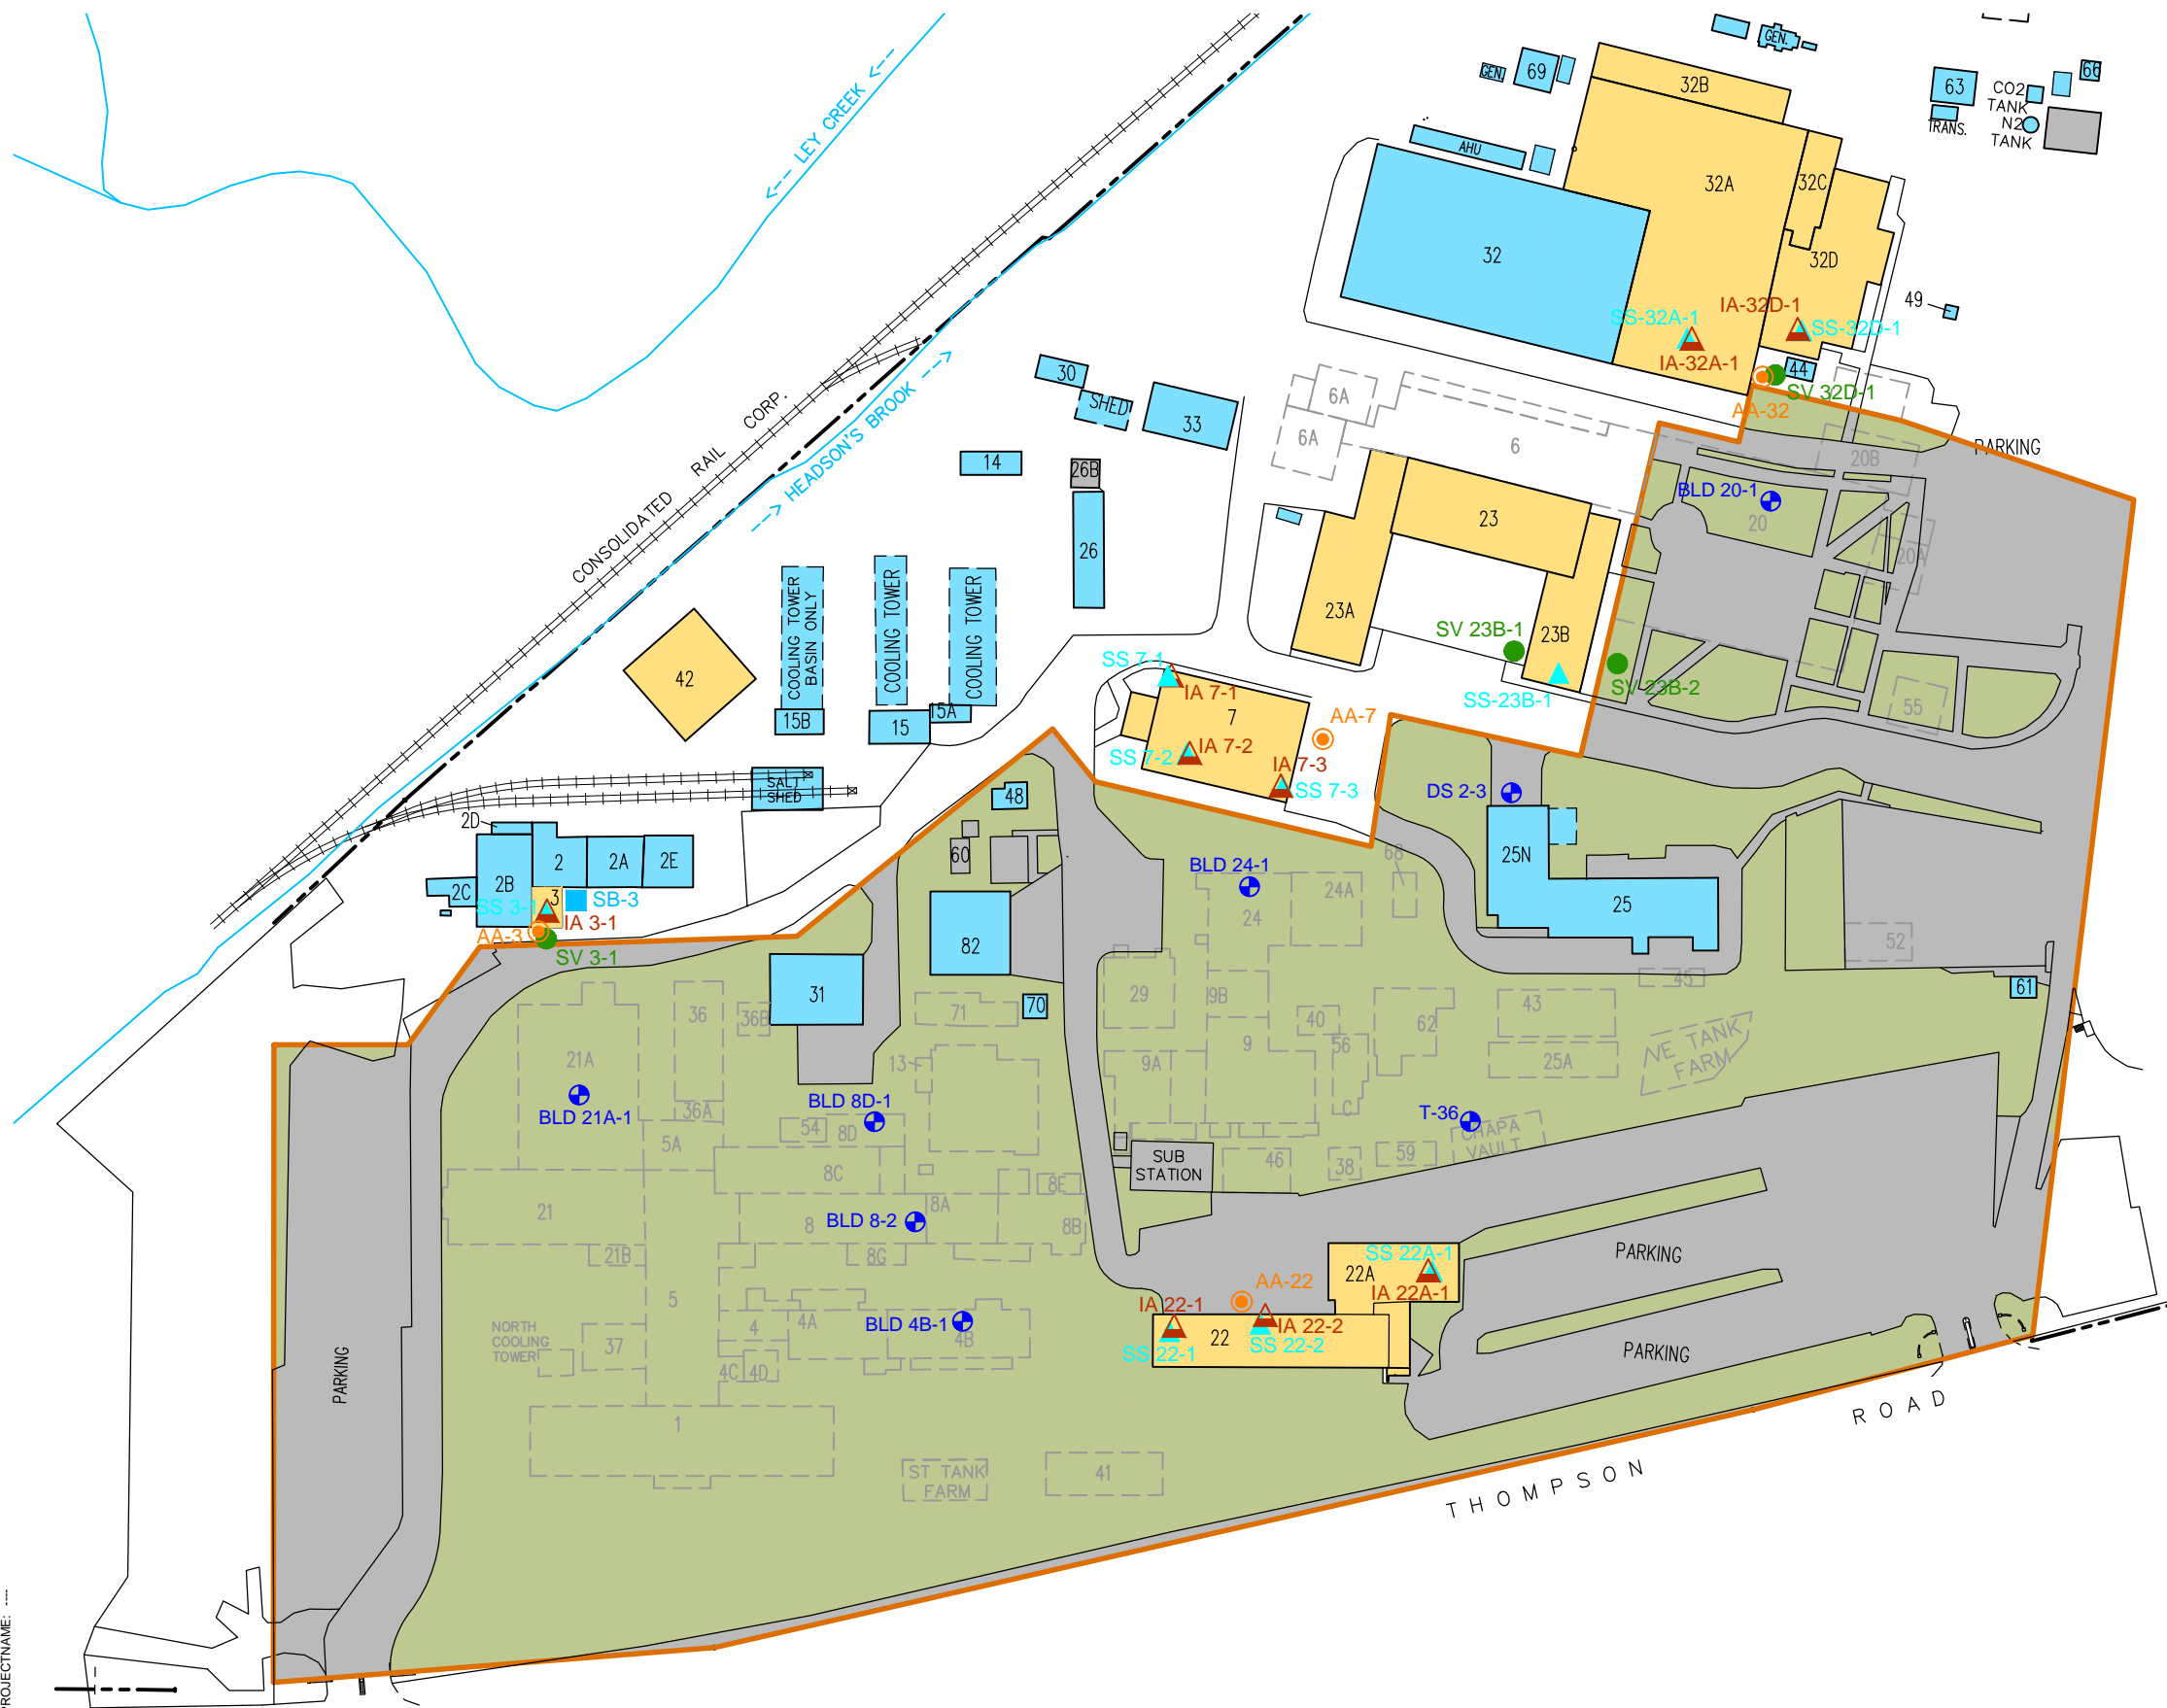 GEN.
GEN.
69
32B
63
CO2
TANK
N2
TANK
TRANS.
66
<--- LEY CREEK <---
AHU
32A
32C
32
32D
49
IA-32D-1
SS-32D-1
SS-32A-1
IA-32A-1
44
SV 32D-1
AA-32
30
SHED
33
6A
6A
6
PARKING
CONSOLIDATED RAIL CORP.
---> HEADSON'S BROOK --->
14
26B
26
23
BLD 20-1
20
20B
20A
COOLING TOWER
BASIN ONLY
COOLING TOWER
COOLING TOWER
23A
23B
SV 23B-1
SV 23B-2
SS-23B-1
42
15B
15
15A
SS 7-1
IA 7-1
7
AA-7
SS 7-2
IA 7-2
IA 7-3
SS 7-3
55
SALT
SHED
48
DS 2-3
2D
2
2A
2E
2B
2C
60
25N
BLD 24-1
24
24A
68
SS 3-1
3
SB-3
IA 3-1
AA-3
SV 3-1
82
25
52
31
70
61
36
36B
71
29
9B
40
62
43
45
21A
13
9A
9
56
25A
NE TANK
FARM
BLD 21A-1
36A
BLD 8D-1
54
8D
C
T-36
CHAPA
VAULT
5A
8C
SUB
STATION
46
38
59
21
8E
8A
8
BLD 8-2
8B
21B
8G
SS 22A-1
22A
IA 22A-1
PARKING
5
AA-22
IA 22-1
IA 22-2
22
SS 22-1
SS 22-2
NORTH
COOLING
TOWER
37
4
4A
BLD 4B-1
4B
4C
4D
PARKING
PARKING
1
ST TANK
FARM
41
THOMPSON ROAD
PROJECTNAME: ----